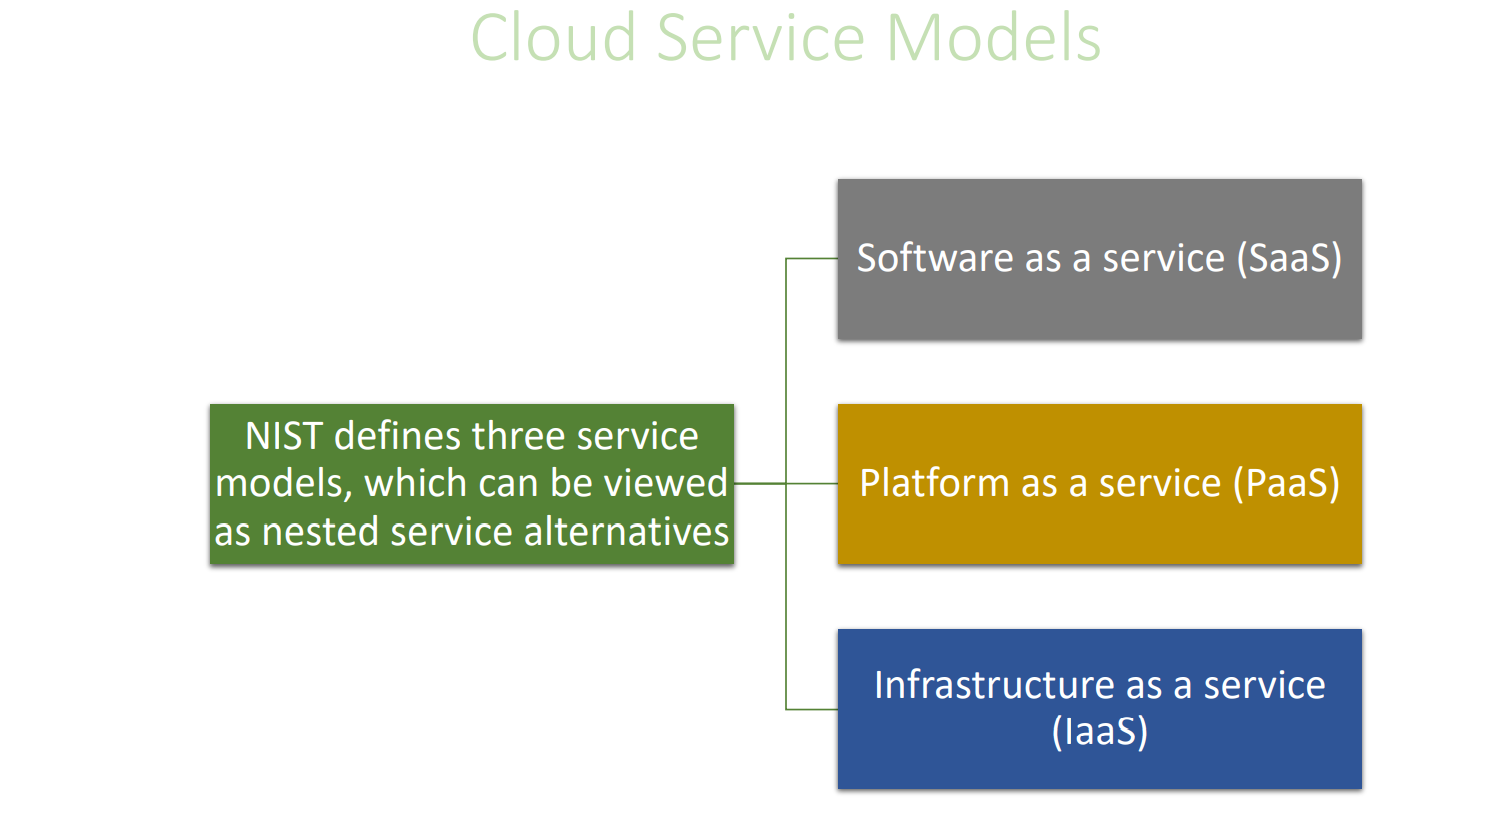 Cloud Service Models
NIST defines three service
models, which can be viewed
as nested service alternatives
Software as a service (SaaS)
Platform as a service (PaaS)
Infrastructure as a service
(IaaS)